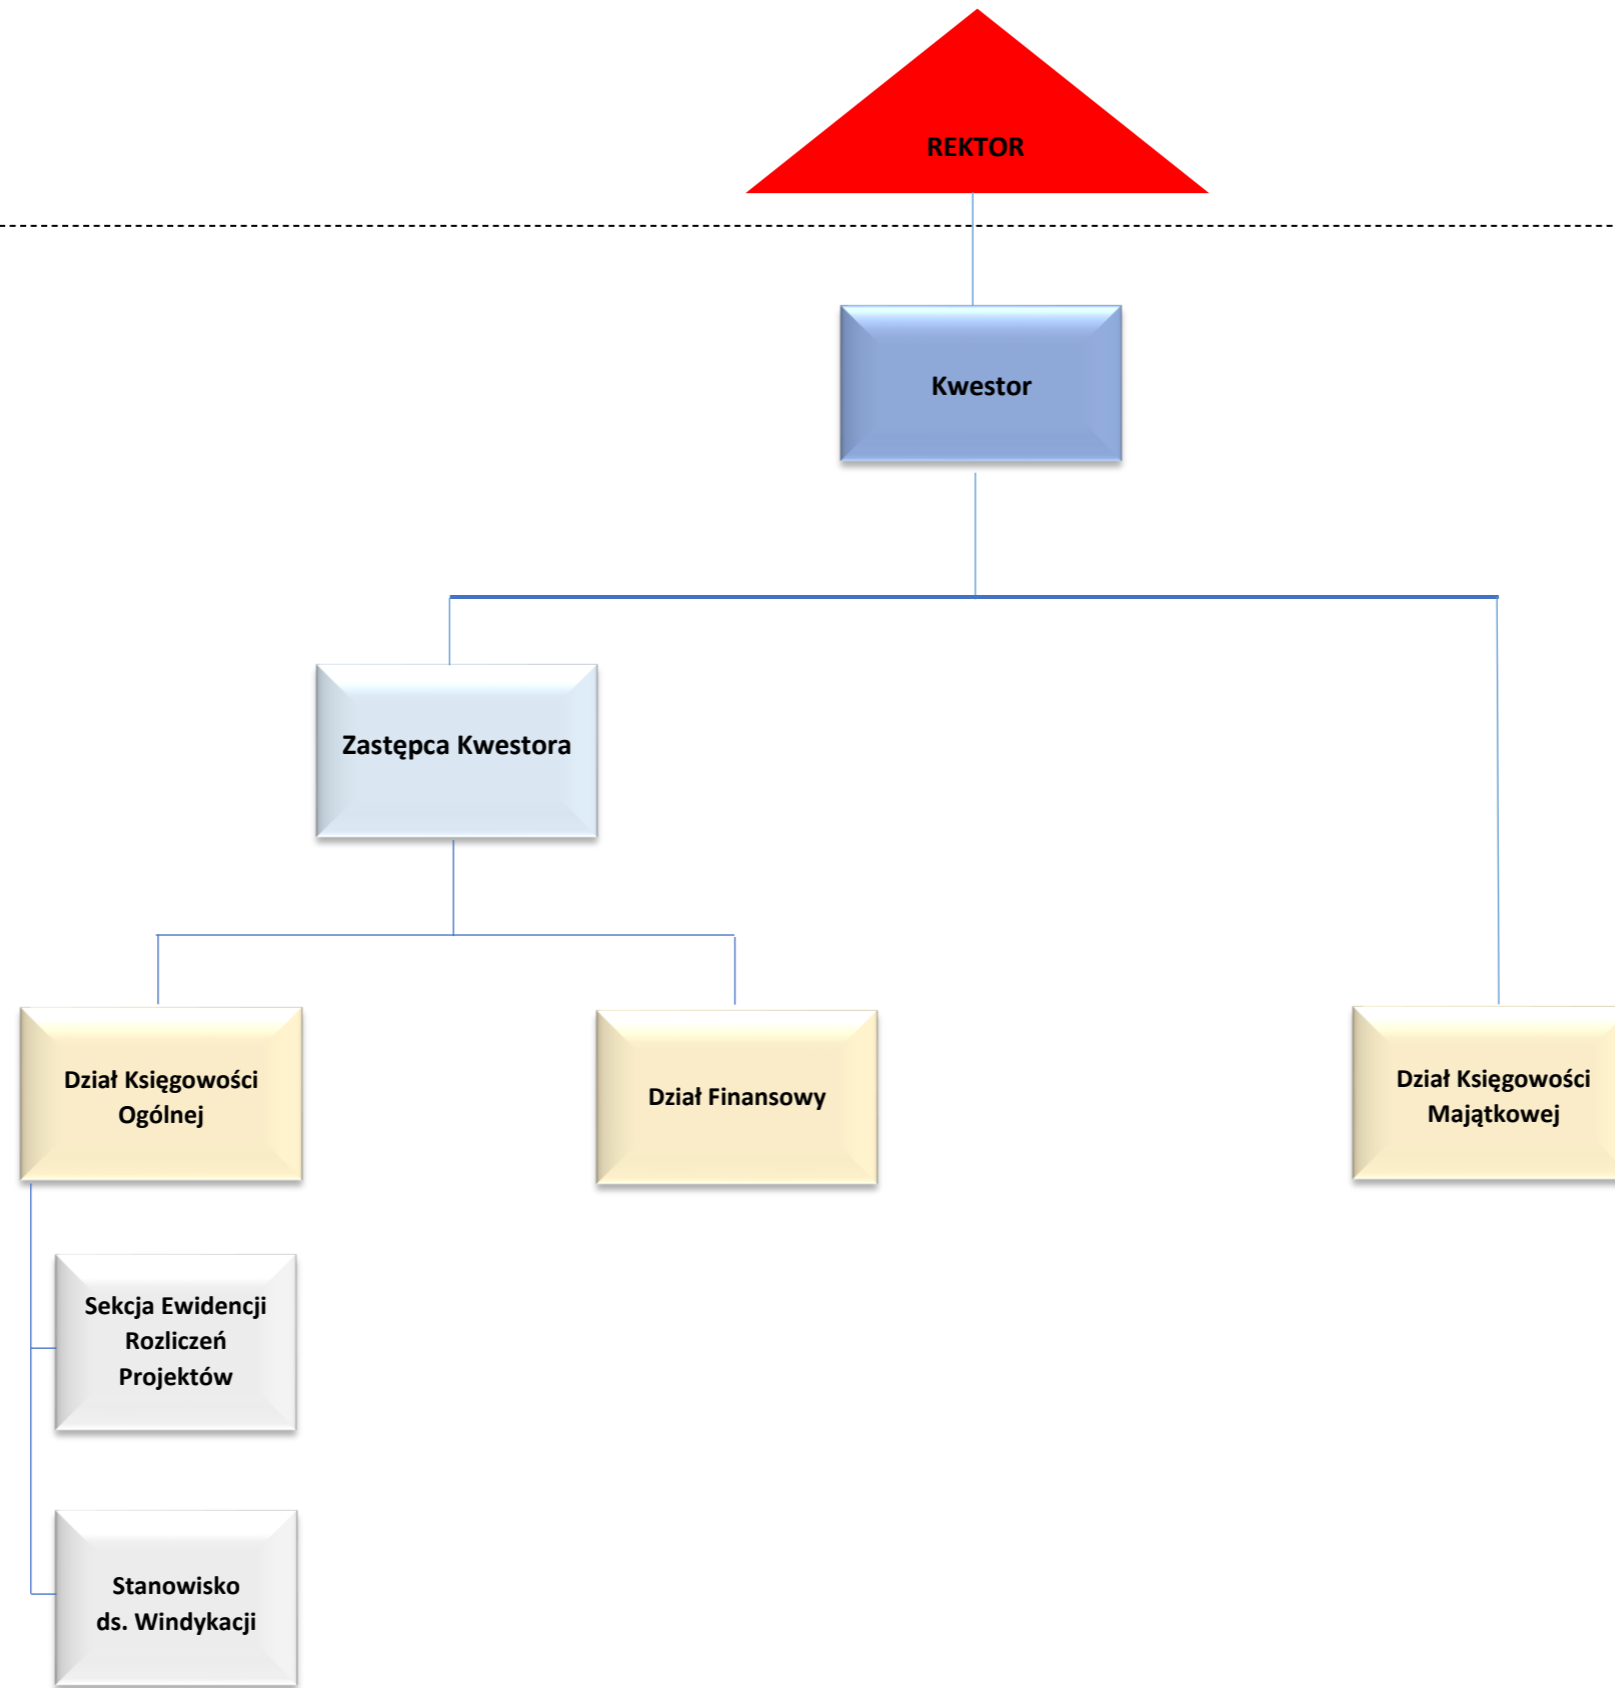 REKTOR
Kwestor
Zastępca Kwestora
Dział Księgowości
Ogólnej
Dział Finansowy
Dział Księgowości
Majątkowej
Sekcja Ewidencji
Rozliczeń
Projektów
Stanowisko
ds. Windykacji